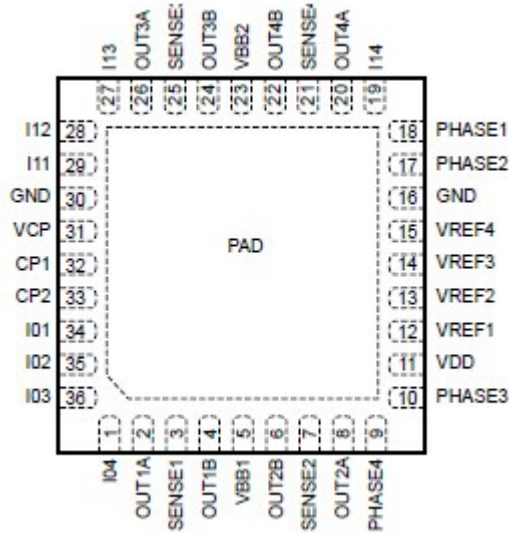 I13
OUT3A
SENSE3
OUT3B
VBB2
OUT4B
SENSE4
OUT4A
I14
27
26
25
24
23
22
21
20
19
I12
28
18
PHASE1
I11
29
17
PHASE2
GND
30
16
GND
VCP
31
15
VREF4
PAD
CP1
32
14
VREF3
CP2
33
13
VREF2
I01
34
12
VREF1
I02
35
11
VDD
I03
36
10
PHASE3
1
2
3
4
5
6
7
8
9
I04
OUT1A
SENSE1
OUT1B
VBB1
OUT2B
SENSE2
OUT2A
PHASE4